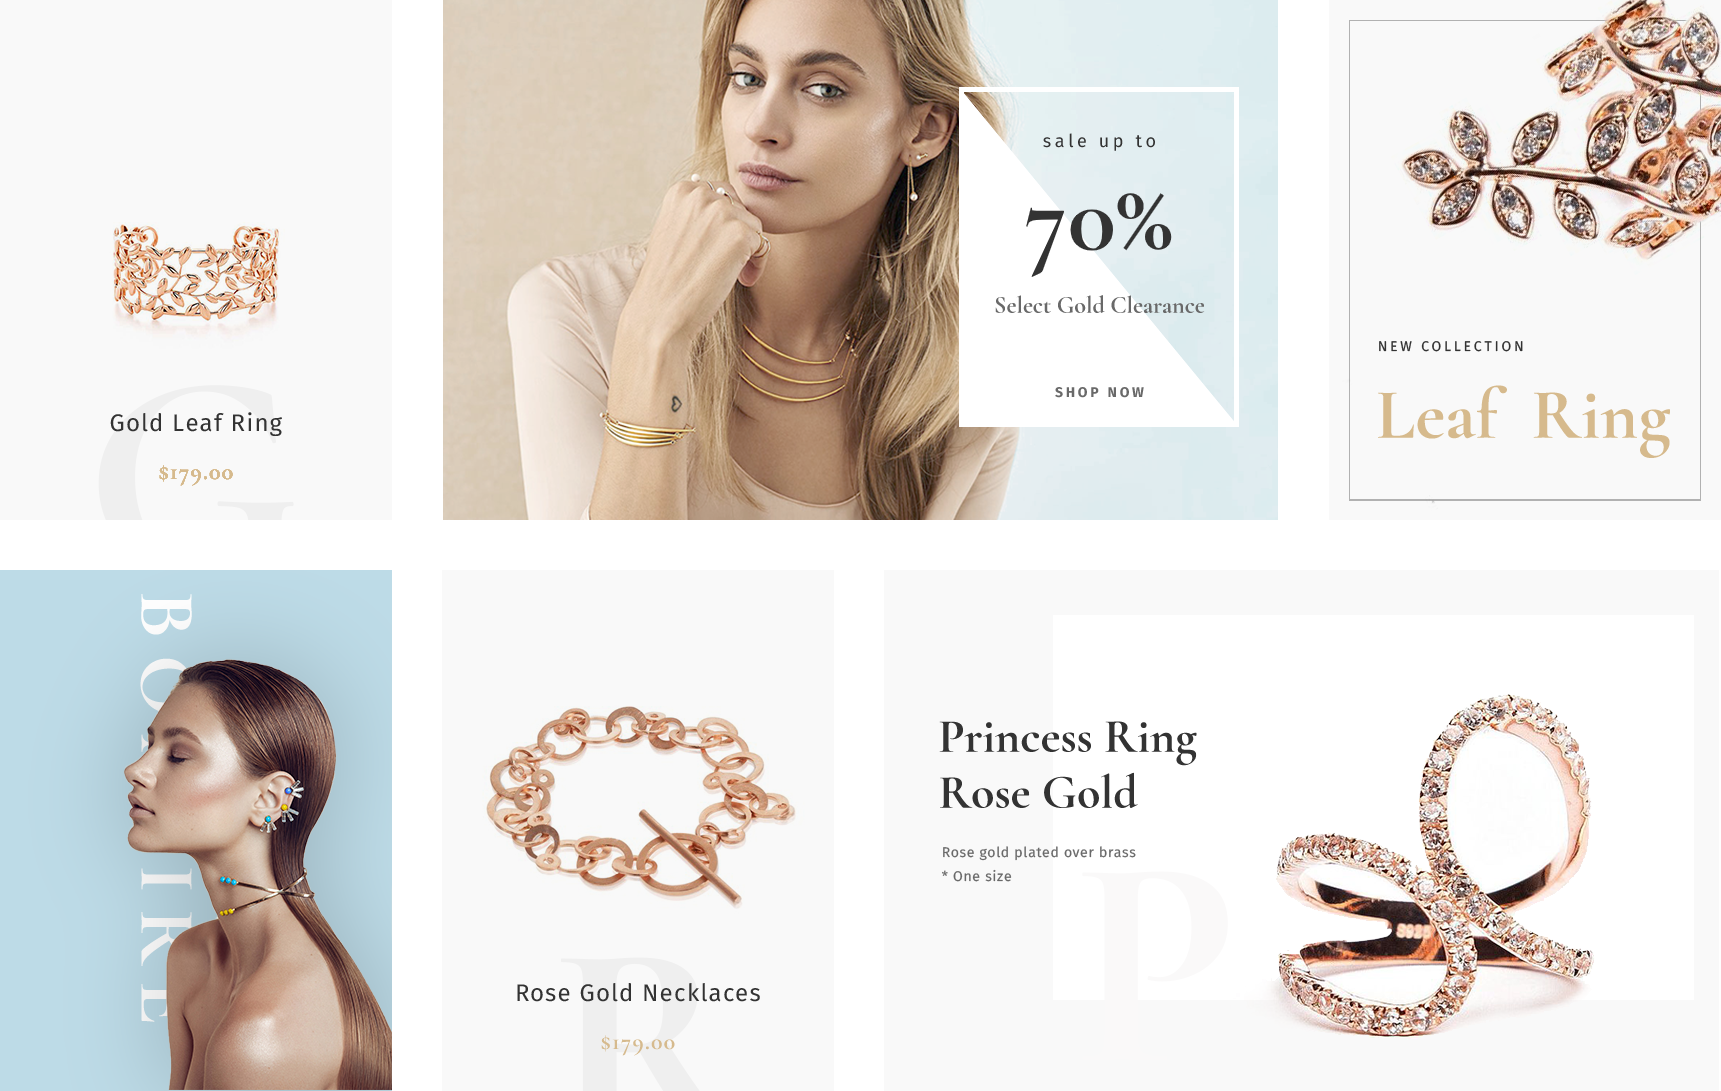 Gold Leaf Ring
$179.00
sale up to
70%
Select Gold Clearance
SHOP NOW
NEW COLLECTION
Leaf Ring
G
Rose Gold Necklaces
$179.00
R
Princess Ring
Rose Gold
Rose gold plated over brass
* One size
P
S925